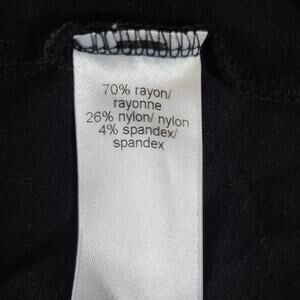 70% rayon/
rayonne
26% nylon/ nylon
4% spandex/
spandex